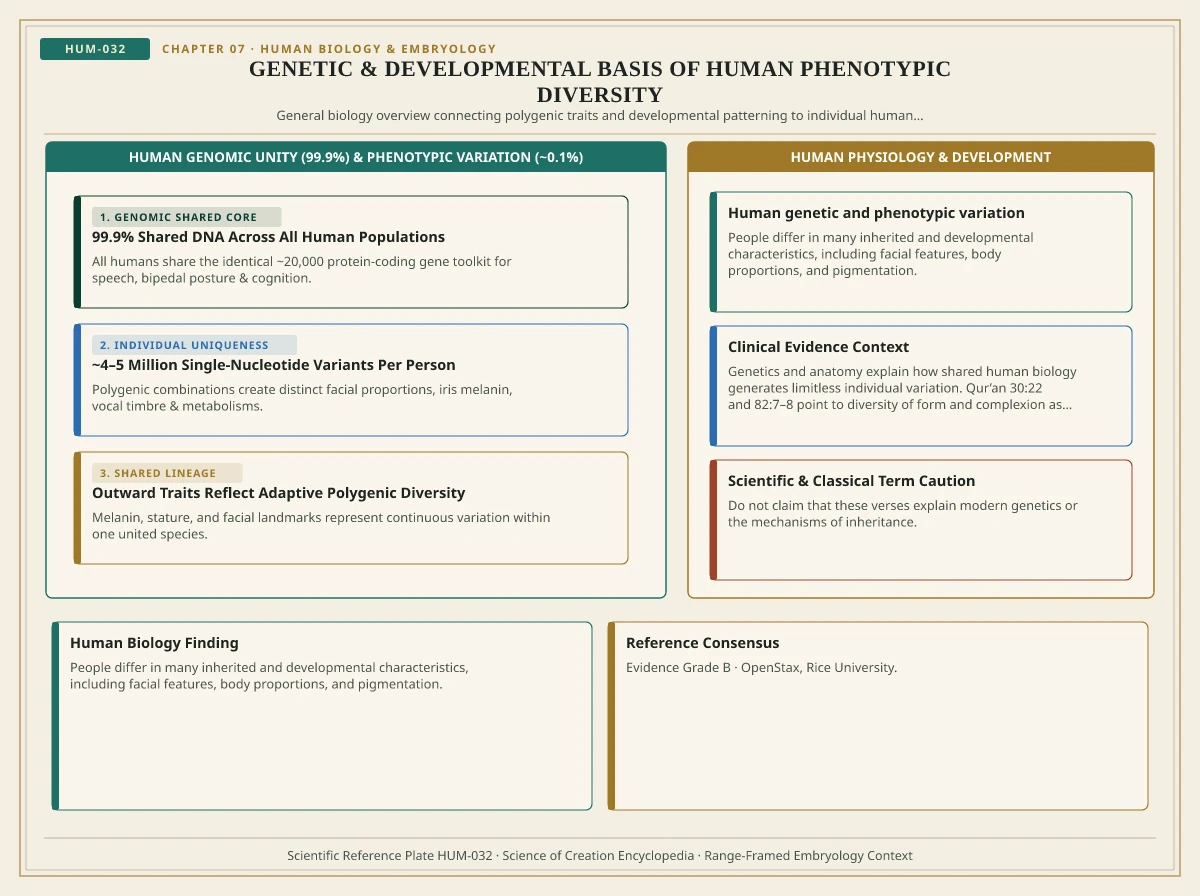 HUM-032
CHAPTER 07 · HUMAN BIOLOGY & EMBRYOLOGY
GENETIC & DEVELOPMENTAL BASIS OF HUMAN PHENOTYPIC
DIVERSITY
General biology overview connecting polygenic traits and developmental patterning to individual human...
HUMAN GENOMIC UNITY (99.9%) & PHENOTYPIC VARIATION (~0.1%)
1. GENOMIC SHARED CORE
99.9% Shared DNA Across All Human Populations
All humans share the identical ~20,000 protein-coding gene toolkit for
speech, bipedal posture & cognition.
2. INDIVIDUAL UNIQUENESS
~4–5 Million Single-Nucleotide Variants Per Person
Polygenic combinations create distinct facial proportions, iris melanin,
vocal timbre & metabolisms.
3. SHARED LINEAGE
Outward Traits Reflect Adaptive Polygenic Diversity
Melanin, stature, and facial landmarks represent continuous variation within
one united species.
HUMAN PHYSIOLOGY & DEVELOPMENT
Human genetic and phenotypic variation
People differ in many inherited and developmental
characteristics, including facial features, body
proportions, and pigmentation.
Clinical Evidence Context
Genetics and anatomy explain how shared human biology
generates limitless individual variation. Qur’an 30:22
and 82:7–8 point to diversity of form and complexion as...
Scientific & Classical Term Caution
Do not claim that these verses explain modern genetics or
the mechanisms of inheritance.
Human Biology Finding
People differ in many inherited and developmental characteristics,
including facial features, body proportions, and pigmentation.
Reference Consensus
Evidence Grade B · OpenStax, Rice University.
Scientific Reference Plate HUM-032 · Science of Creation Encyclopedia · Range-Framed Embryology Context